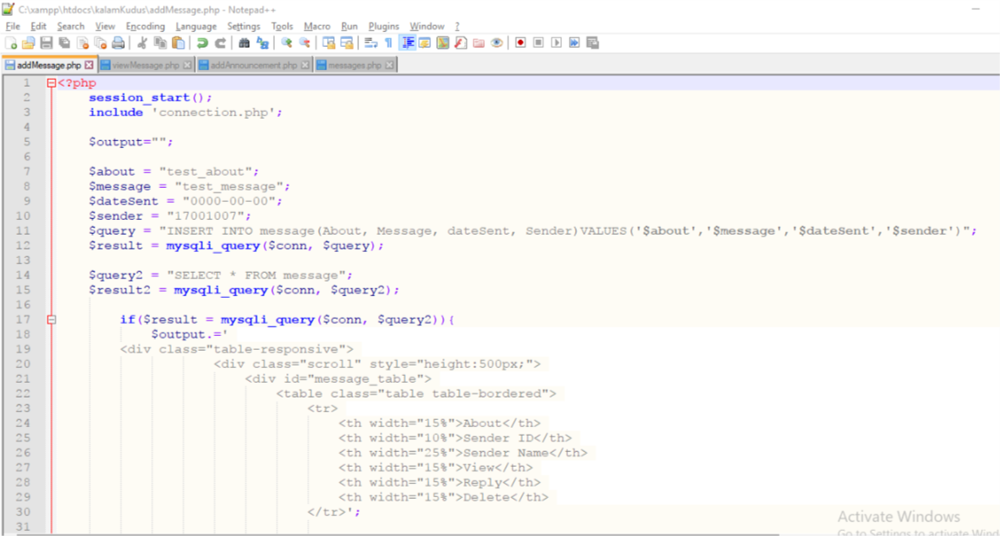 C:\xampp\htdocs\kalamKudus\addMessage.php - Notepad++
File Edit Search View Encoding Language Settings Tools Macro Run Plugins Window ?
addMessage.php viewMessage.php addAnnouncement.php messages.php
1 <?php
2 session_start();
3 include 'connection.php';
4
5 $output="";
6
7 $about = "test_about";
8 $message = "test_message";
9 $dateSent = "0000-00-00";
10 $sender = "17001007";
11 $query = "INSERT INTO message(About, Message, dateSent, Sender)VALUES('$about','$message','$dateSent','$sender')";
12 $result = mysqli_query($conn, $query);
13
14 $query2 = "SELECT * FROM message";
15 $result2 = mysqli_query($conn, $query2);
16
17 if($result = mysqli_query($conn, $query2)){
18 $output.='
19 <div class="table-responsive">
20 <div class="scroll" style="height:500px;">
21 <div id="message_table">
22 <table class="table table-bordered">
23 <tr>
24 <th width="15%">About</th>
25 <th width="10%">Sender ID</th>
26 <th width="25%">Sender Name</th>
27 <th width="15%">View</th>
28 <th width="15%">Reply</th>
29 <th width="15%">Delete</th>
30 </tr>';
31
Activate Windows
Go to Settings to activate Wind